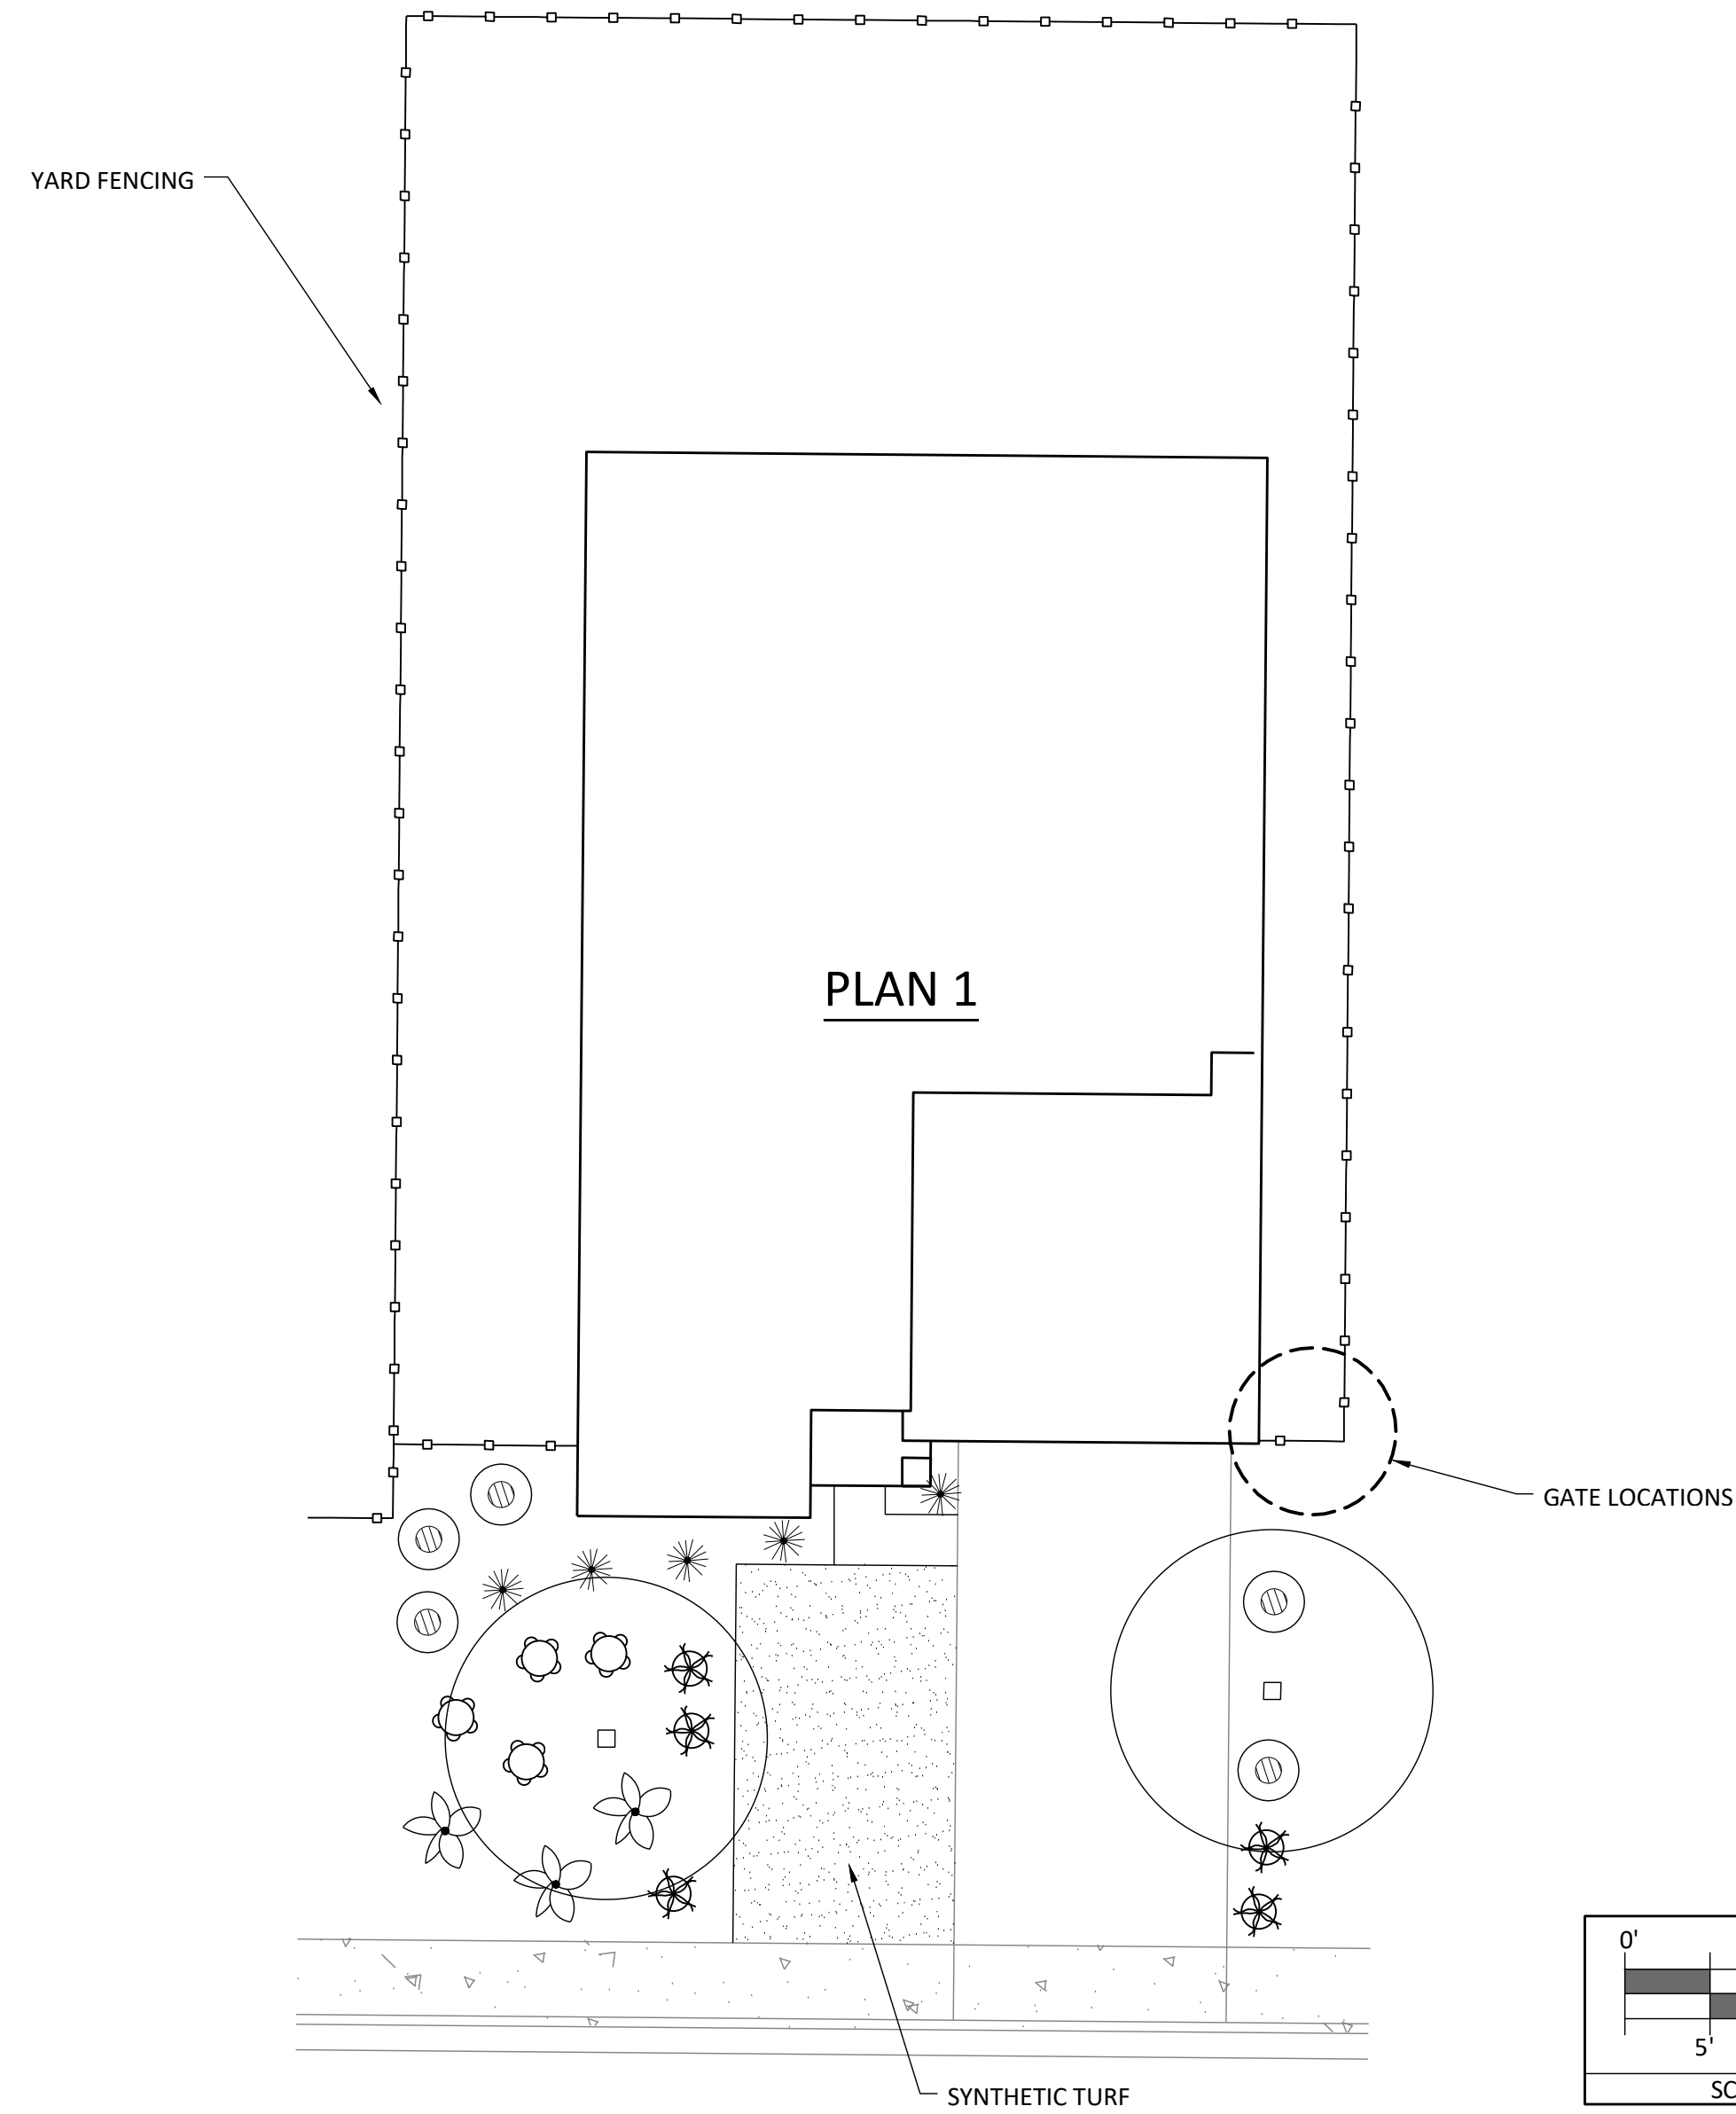 YARD FENCING
PLAN 1
GATE LOCATIONS
0'
5'
SYNTHETIC TURF